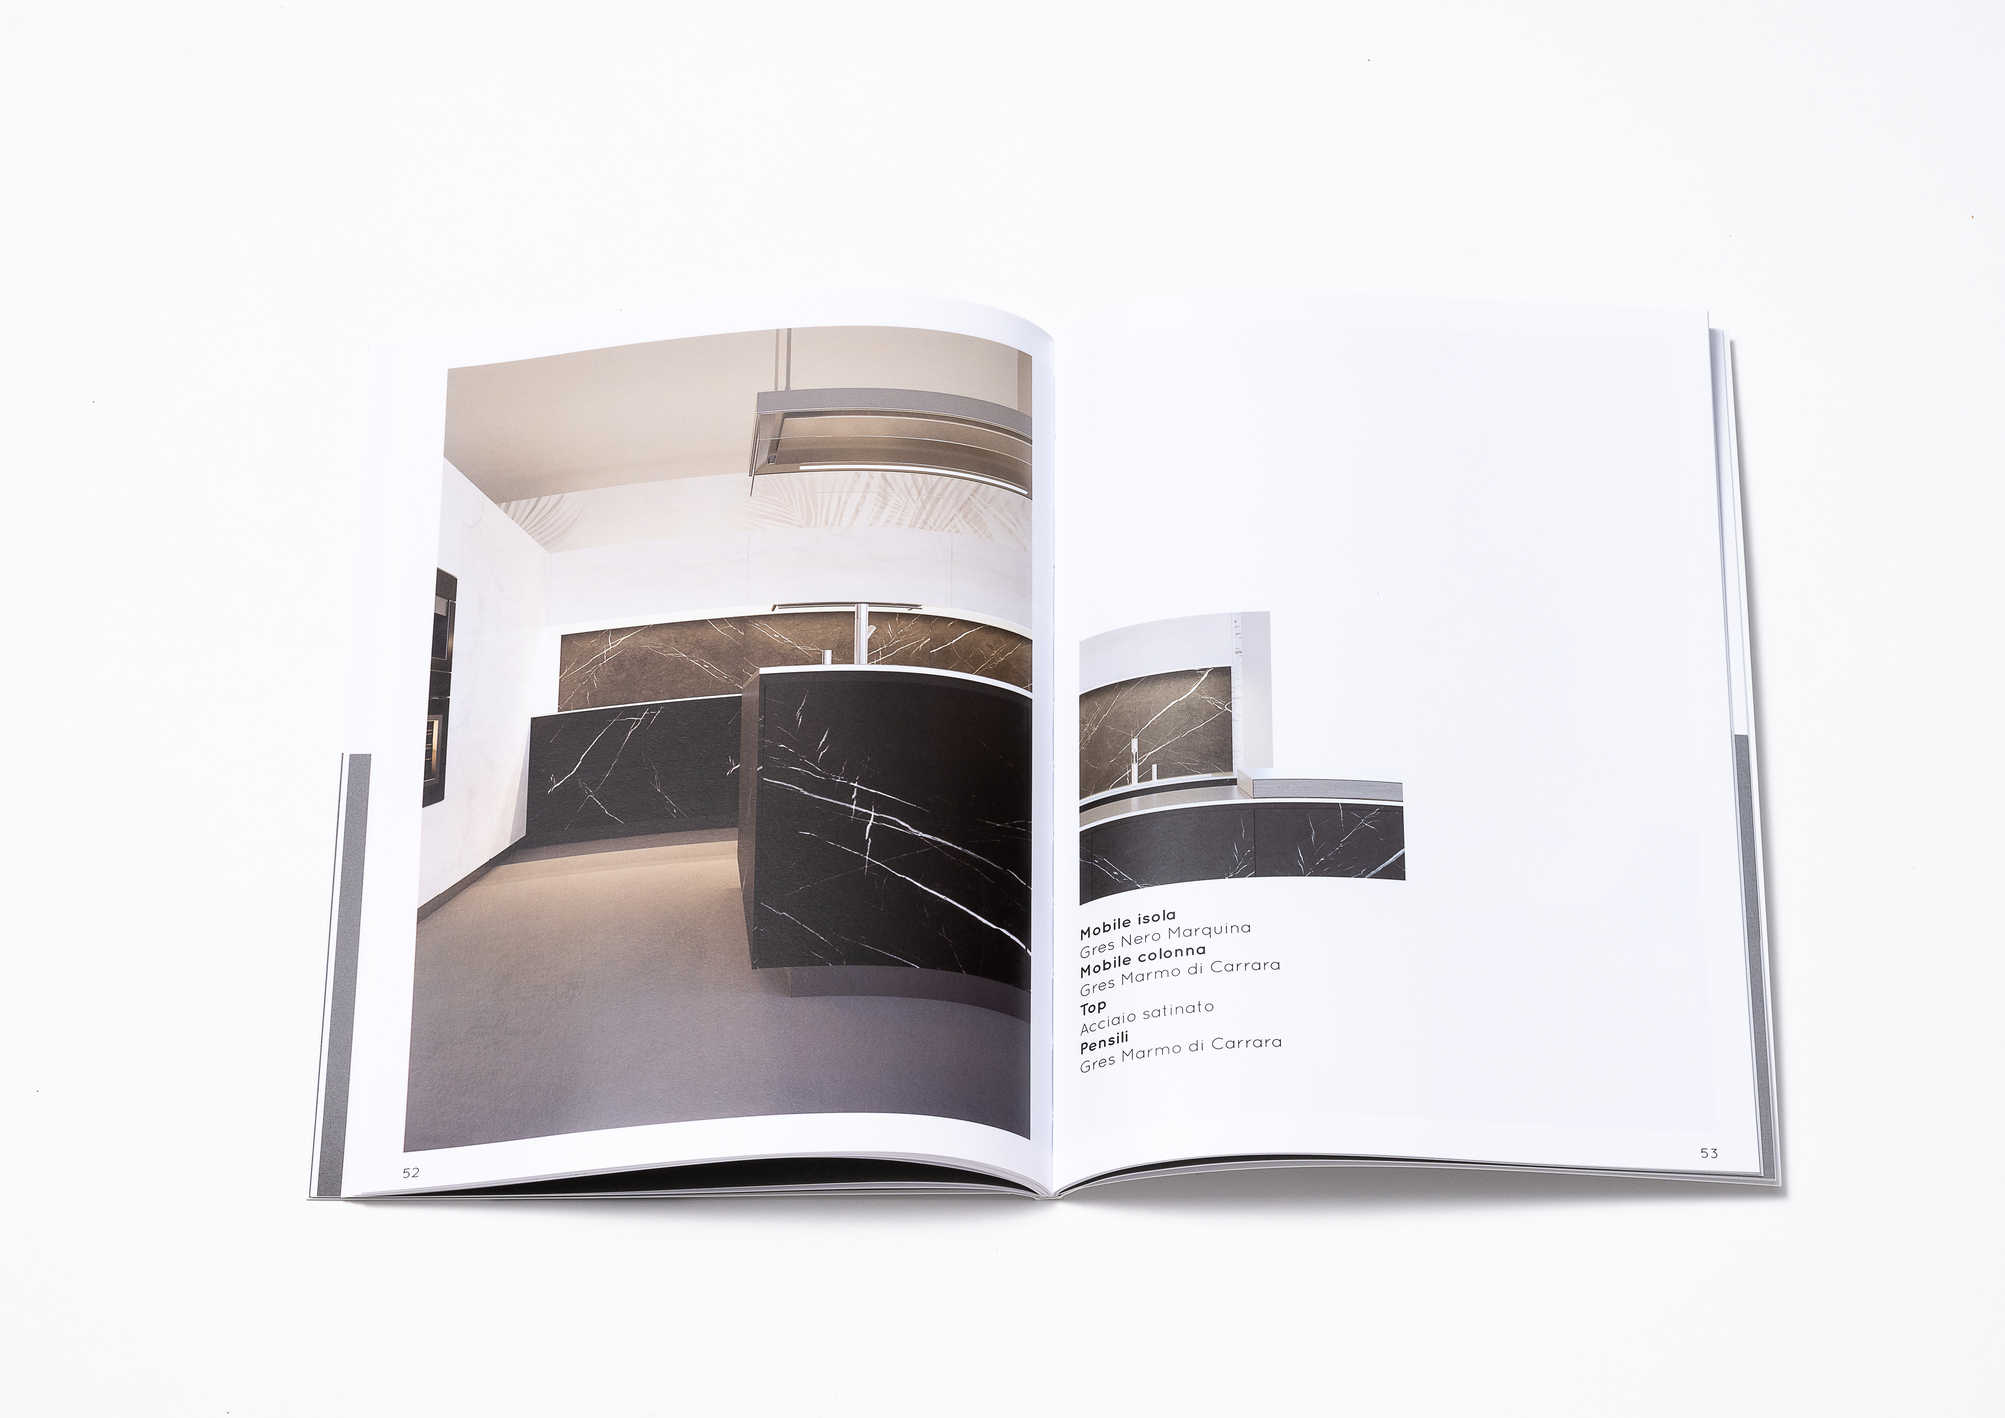 52
Mobile isola
Gres Nero Marquina
Mobile colonna
Gres Marmo di Carrara
Top
Acciaio satinato
Pensili
Gres Marmo di Carrara
53